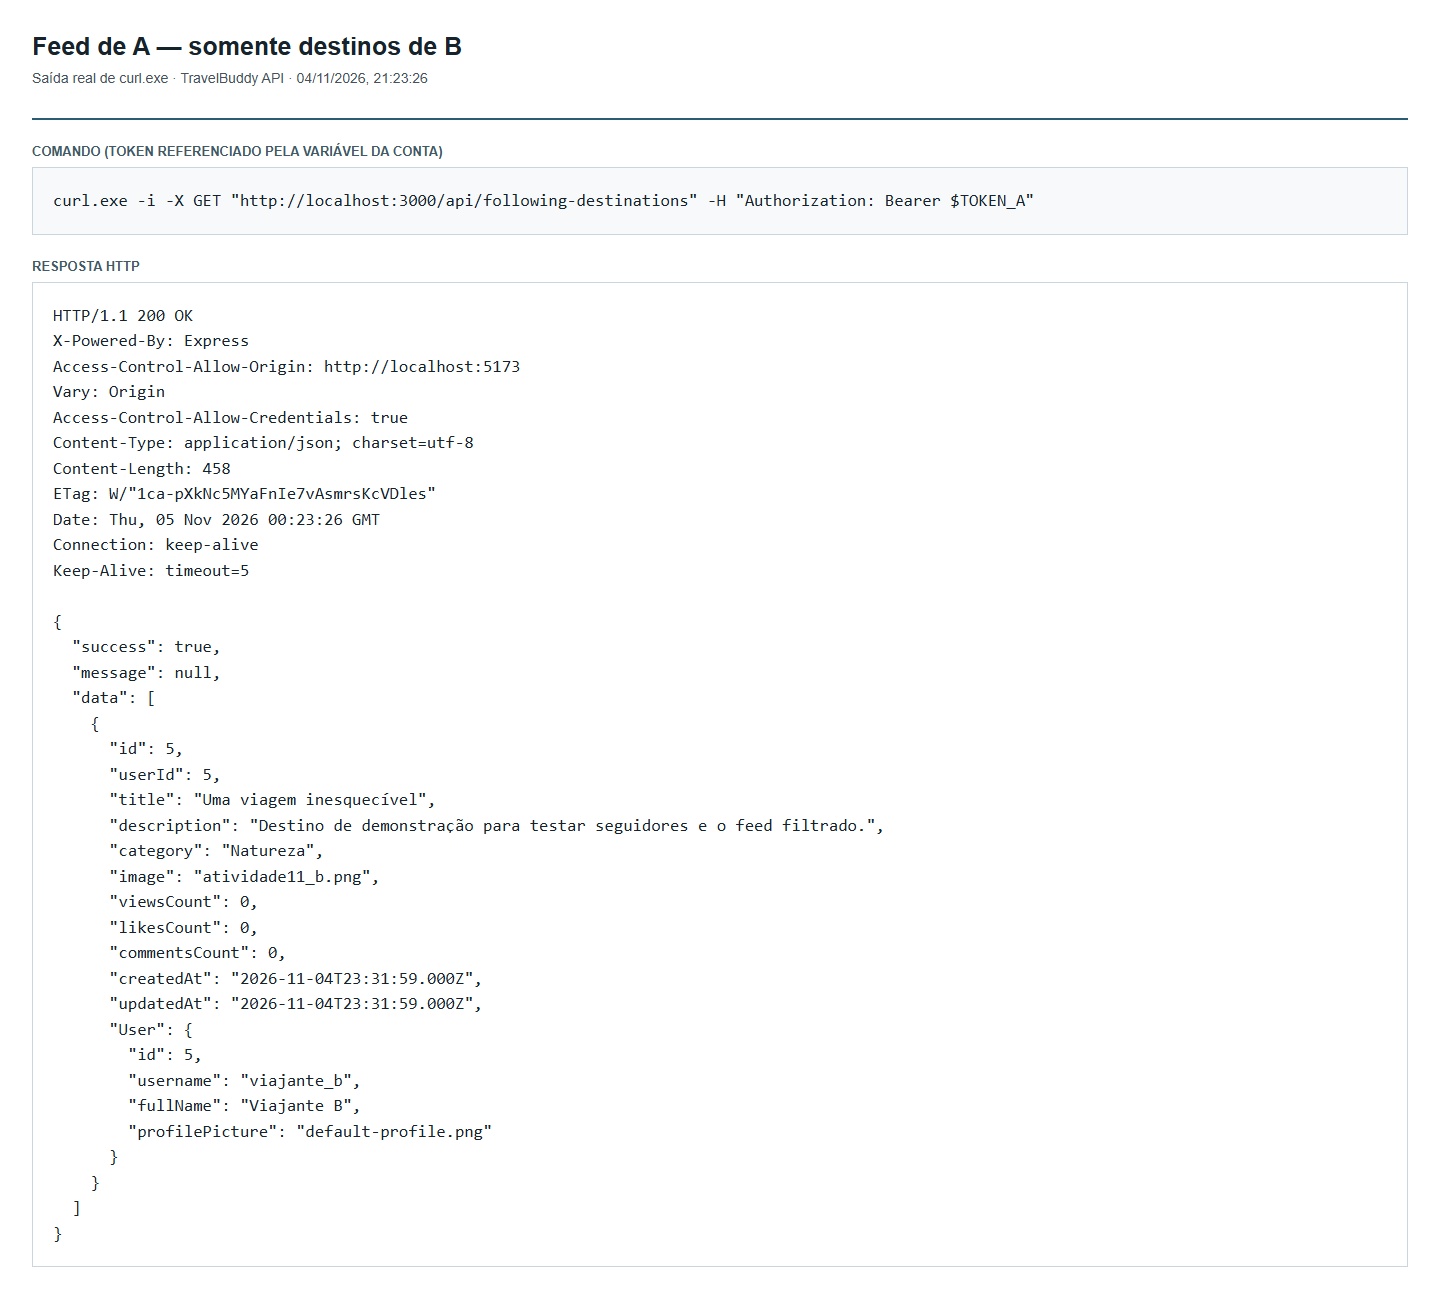 Feed de A — somente destinos de B
Saída real de curl.exe · TravelBuddy API · 04/11/2026, 21:23:26
COMANDO (TOKEN REFERENCIADO PELA VARIÁVEL DA CONTA)
curl.exe -i -X GET "http://localhost:3000/api/following-destinations" -H "Authorization: Bearer $TOKEN_A"
RESPOSTA HTTP
HTTP/1.1 200 OK
X-Powered-By: Express
Access-Control-Allow-Origin: http://localhost:5173
Vary: Origin
Access-Control-Allow-Credentials: true
Content-Type: application/json; charset=utf-8
Content-Length: 458
ETag: W/"1ca-pXkNc5MYaFnIe7vAsmrsKcVDles"
Date: Thu, 05 Nov 2026 00:23:26 GMT
Connection: keep-alive
Keep-Alive: timeout=5
{
  "success": true,
  "message": null,
  "data": [
    {
      "id": 5,
      "userId": 5,
      "title": "Uma viagem inesquecível",
      "description": "Destino de demonstração para testar seguidores e o feed filtrado.",
      "category": "Natureza",
      "image": "atividade11_b.png",
      "viewsCount": 0,
      "likesCount": 0,
      "commentsCount": 0,
      "createdAt": "2026-11-04T23:31:59.000Z",
      "updatedAt": "2026-11-04T23:31:59.000Z",
      "User": {
        "id": 5,
        "username": "viajante_b",
        "fullName": "Viajante B",
        "profilePicture": "default-profile.png"
      }
    }
  ]
}